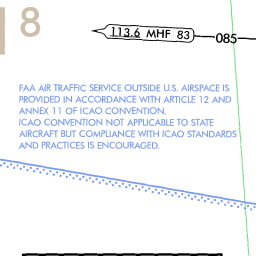 8
113.6 MHF 83
085
FAA AIR TRAFFIC SERVICE OUTSIDE U.S. AIRSPACE IS
PROVIDED IN ACCORDANCE WITH ARTICLE 12 AND
ANNEX 11 OF ICAO CONVENTION.
ICAO CONVENTION NOT APPLICABLE TO STATE
AIRCRAFT BUT COMPLIANCE WITH ICAO STANDARDS
AND PRACTICES IS ENCOURAGED.